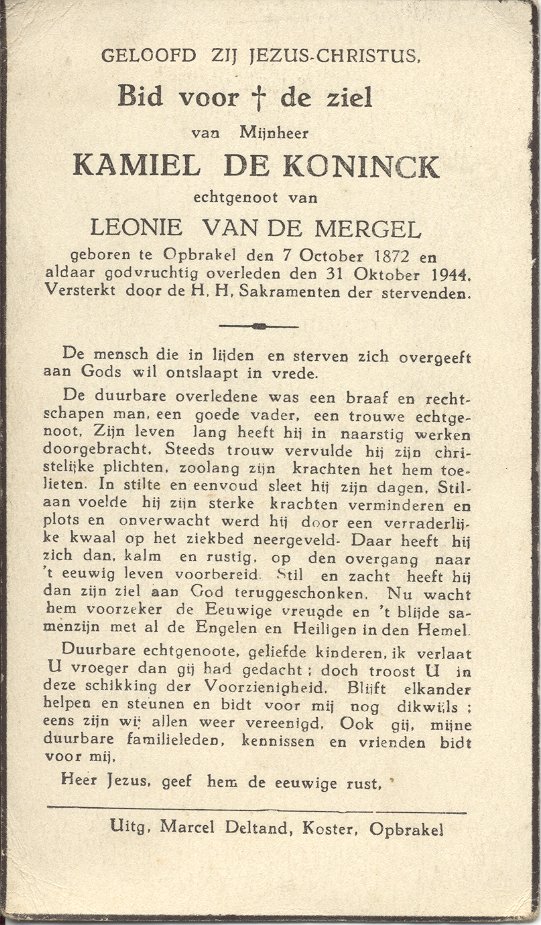 GELOOFD ZIJ JEZUS-CHRISTUS.
Bid voor † de ziel
van Mijnheer
KAMIEL DE KONINCK
echtgenoot van
LEONIE VAN DE MERGEL
geboren te Opbrakel den 7 October 1872 en
aldaar godvruchtig overleden den 31 Oktober 1944.
Versterkt door de H. H. Sakramenten der stervenden.
De mensch die in lijden en sterven zich overgeeft
aan Gods wil ontslaapt in vrede.
De duurbare overledene was een braaf en recht-
schapen man, een goede vader, een trouwe echtge-
noot. Zijn leven lang heeft hij in naarstig werken
doorgebracht. Steeds trouw vervulde hij zijn chris-
telijke plichten, zoolang zijn krachten het hem toe-
lieten. In stilte en eenvoud sleet hij zijn dagen. Stil-
aan voelde hij zijn sterke krachten verminderen en
plots en onverwacht werd hij door een verraderlij-
ke kwaal op het ziekbed neergeveld- Daar heeft hij
zich dan, kalm en rustig, op den overgang naar
't eeuwig leven voorbereid. Stil en zacht heeft hij
dan zijn ziel aan God teruggeschonken. Nu wacht
hem voorzeker de Eeuwige vreugde en 't blijde sa-
menzijn met al de Engelen en Heiligen in den Hemel.
Duurbare echtgenoote, geliefde kinderen, ik verlaat
U vroeger dan gij had gedacht; doch troost U in
deze schikking der Voorzienigheid. Blijft elkander
helpen en steunen en bidt voor mij nog dikwijls;
eens zijn wij allen weer vereenigd. Ook gij, mijne
duurbare familieleden, kennissen en vrienden bidt
voor mij.
Heer Jezus, geef hem de eeuwige rust.
Uitg. Marcel Deltand, Koster, Opbrakel